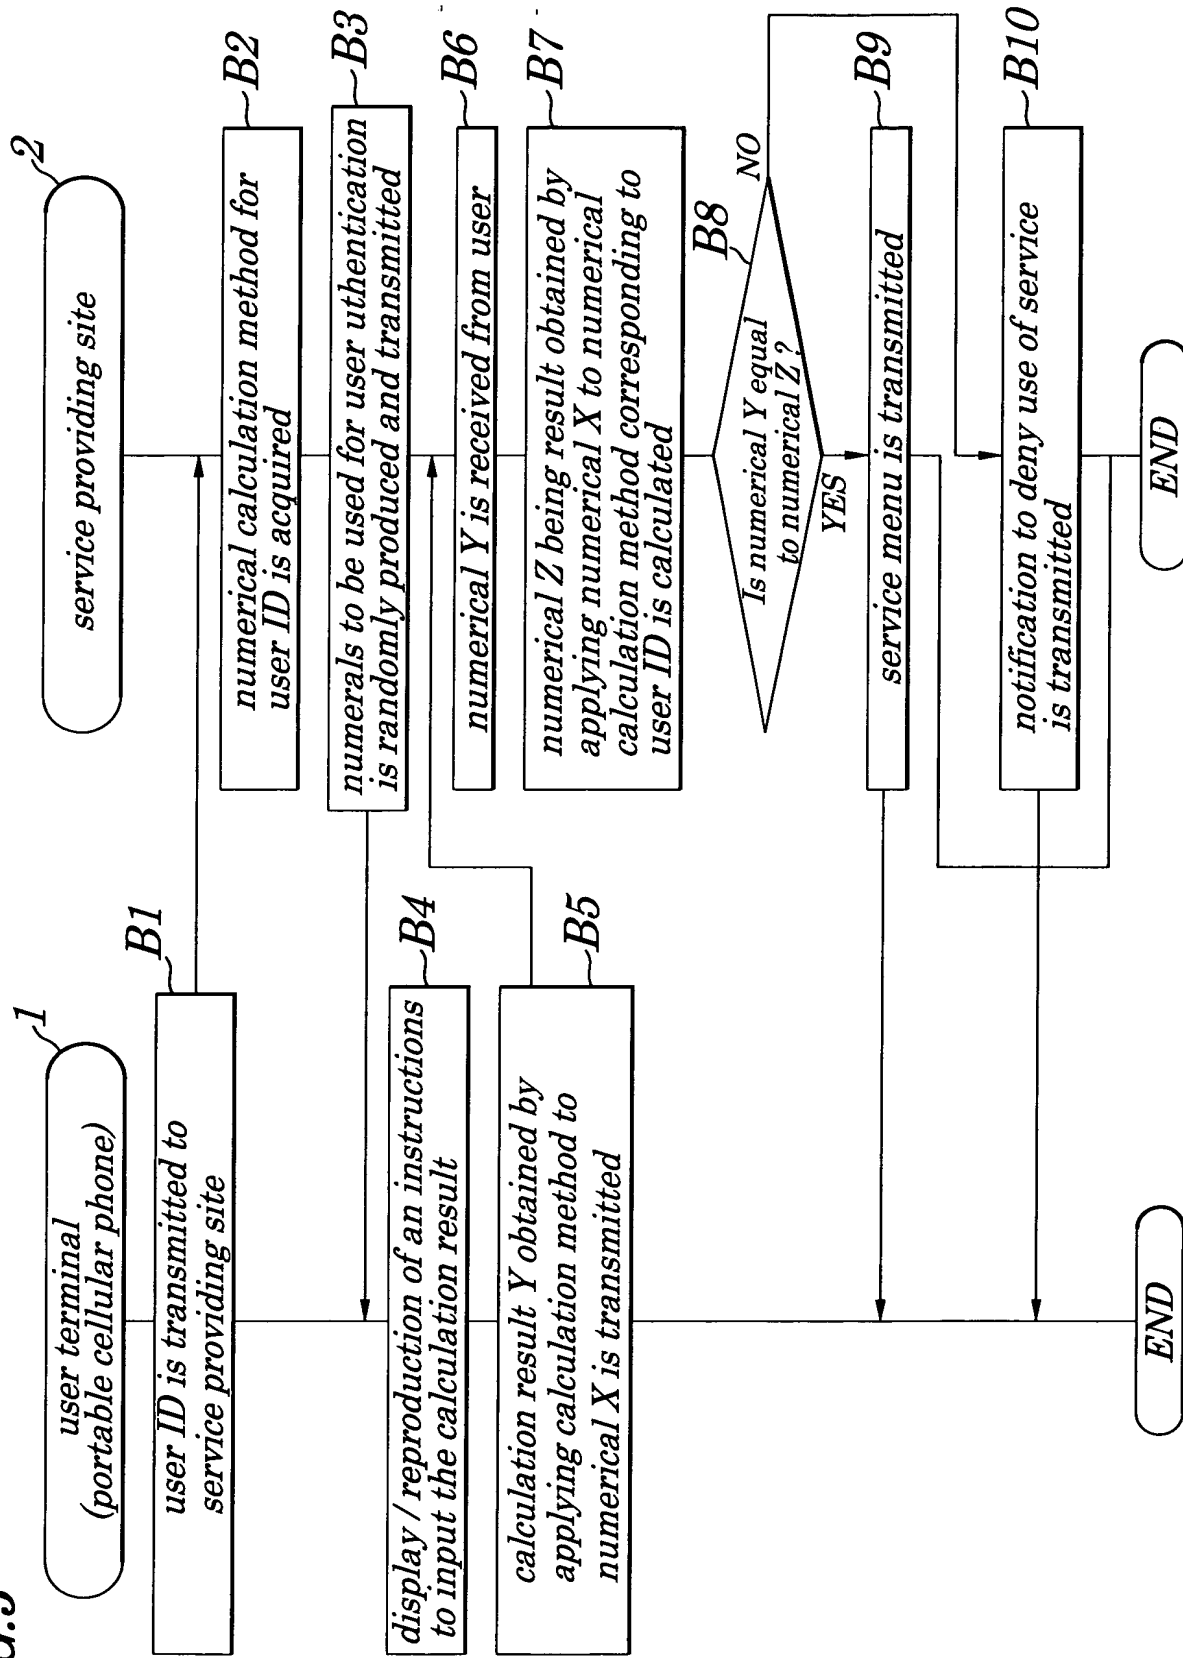 user terminal
(portable cellular phone)
1
user ID is transmitted to
service providing site
B1
display / reproduction of an instructions
to input the calculation result
B4
calculation result Y obtained by
applying calculation method to
numerical X is transmitted
B5
END
service providing site
2
numerical calculation method for
user ID is acquired
B2
numerals to be used for user uthentication
is randomly produced and transmitted
B3
numerical Y is received from user
B6
numerical Z being result obtained by
applying numerical X to numerical
calculation method corresponding to
user ID is calculated
B7
Is numerical Y equal
to numerical Z ?
B8
NO
YES
service menu is transmitted
B9
notification to deny use of service
is transmitted
B10
END